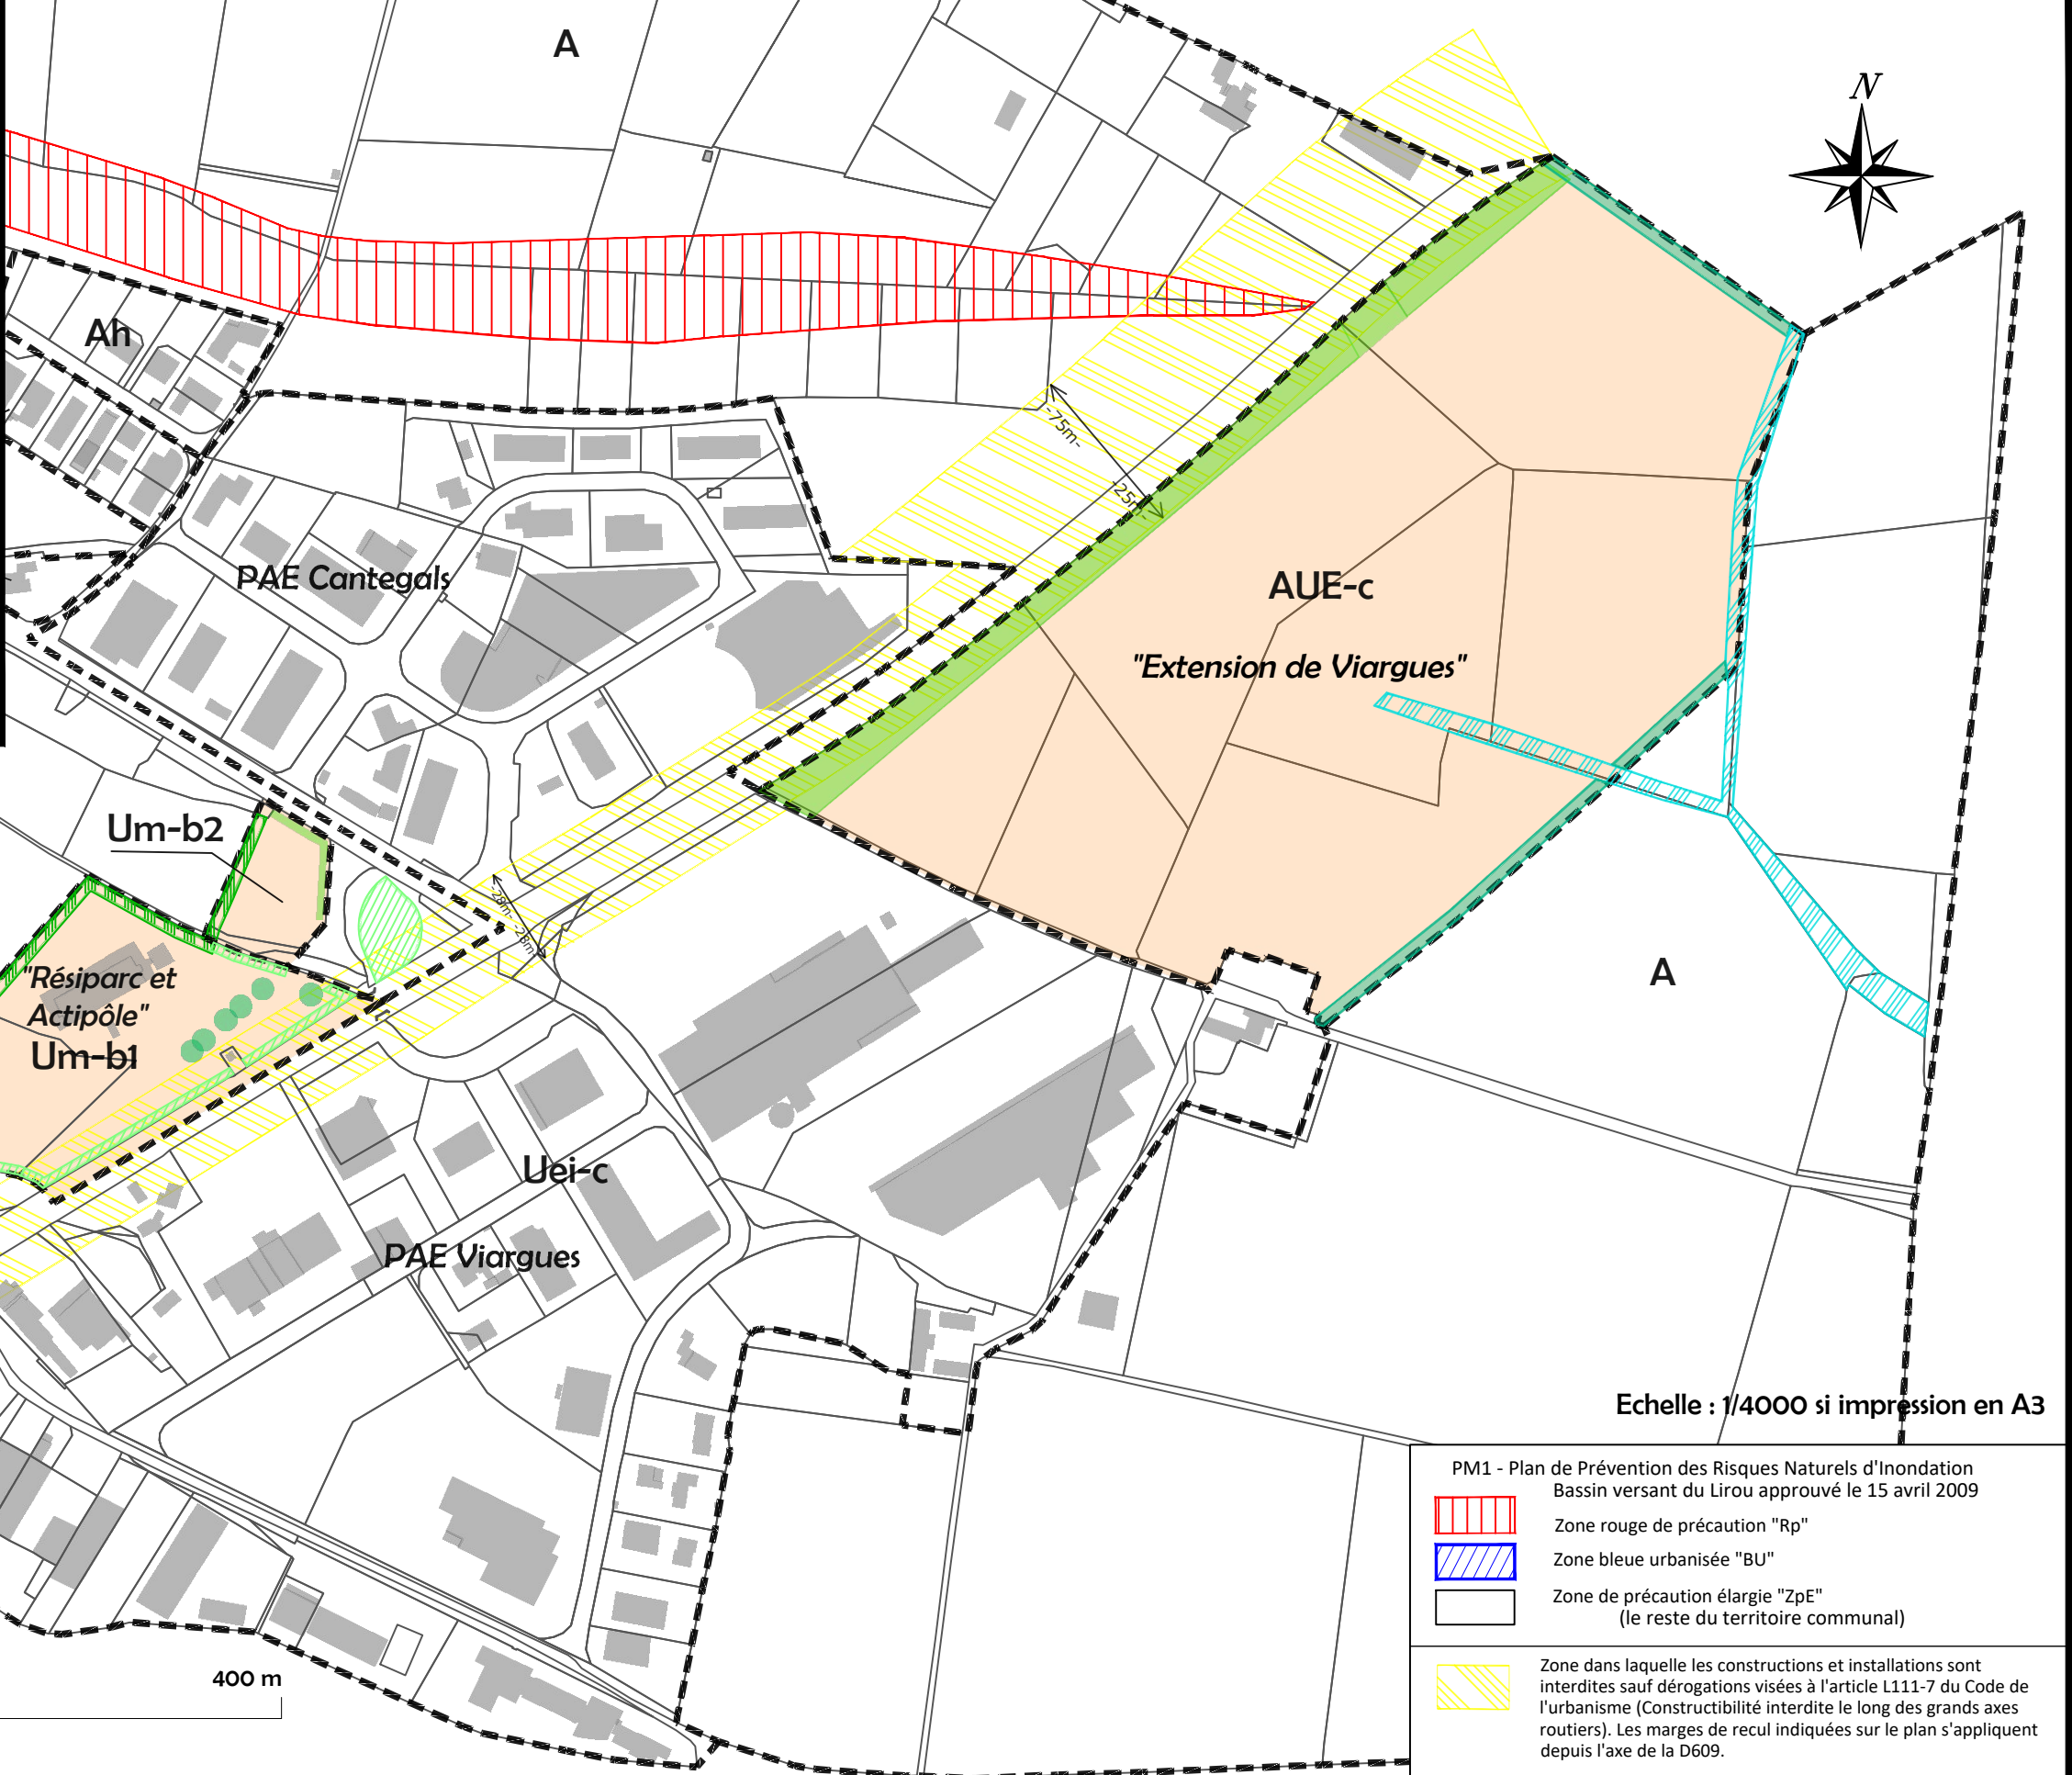 A
N
Ah
-75m-
-25m-
PAE Cantegals
AUE-c
"Extension de Viargues"
Um-b2
-28m-
-28m-
A
"Résiparc et
Actipôle"
Um-b1
Uei-c
PAE Viargues
Echelle : 1/4000 si impression en A3
PM1 - Plan de Prévention des Risques Naturels d'Inondation
Bassin versant du Lirou approuvé le 15 avril 2009
Zone rouge de précaution "Rp"
Zone bleue urbanisée "BU"
Zone de précaution élargie "ZpE"
(le reste du territoire communal)
400 m
Zone dans laquelle les constructions et installations sont
interdites sauf dérogations visées à l'article L111-7 du Code de
l'urbanisme (Constructibilité interdite le long des grands axes
routiers). Les marges de recul indiquées sur le plan s'appliquent
depuis l'axe de la D609.